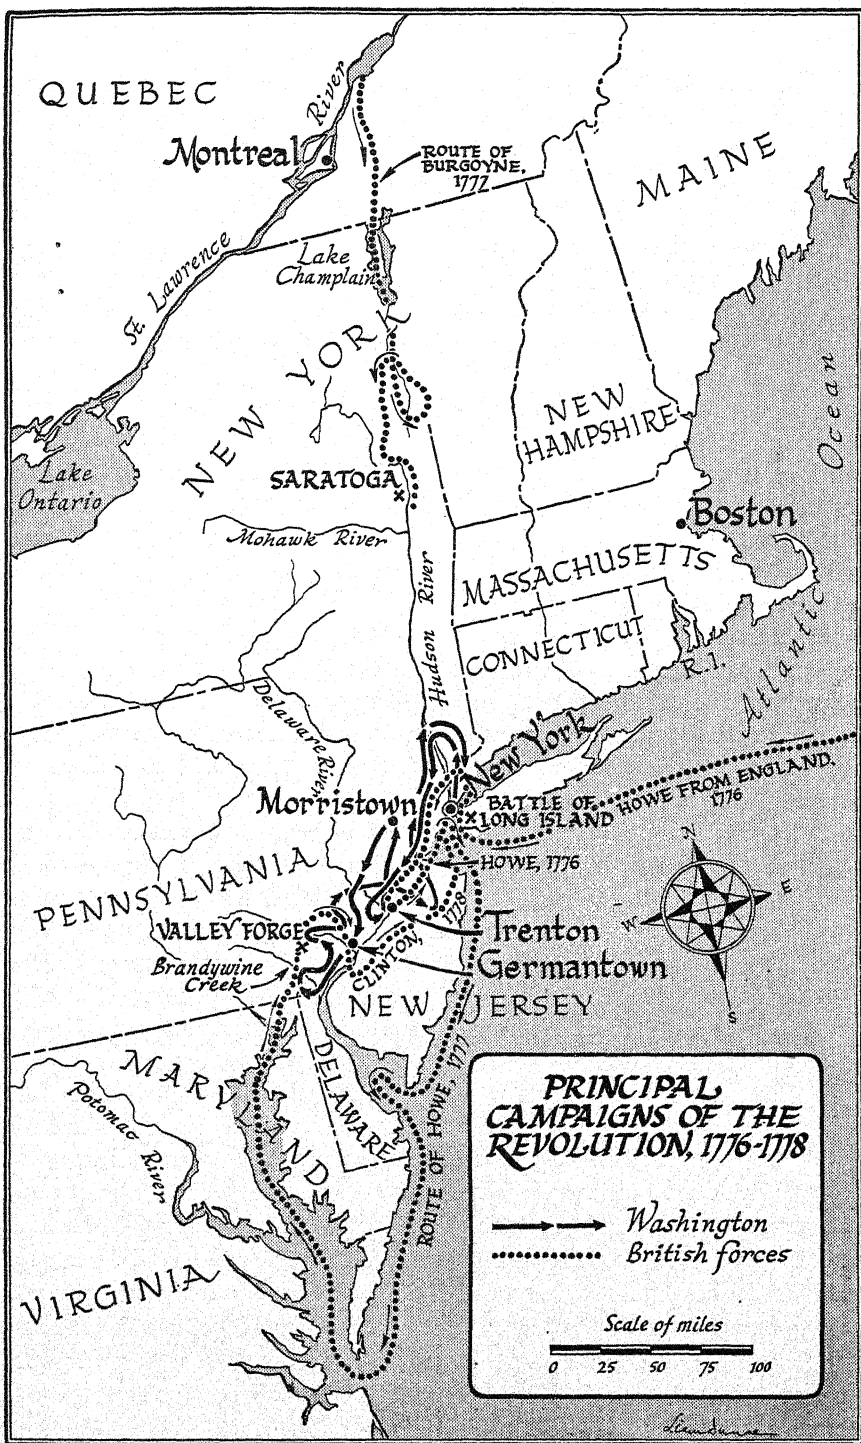 QUEBEC
River
Montreal
ROUTE OF
BURGOYNE,
1777
MAINE
St. Lawrence
Lake
Champlain
NEW YORK
NEW
HAMPSHIRE
Ocean
Lake
Ontario
SARATOGA
Mohawk River
Boston
MASSACHUSETTS
Hudson River
CONNECTICUT
R.I.
Atlantic
Delaware
River
New York
Morristown
BATTLE OF
LONG ISLAND
HOWE FROM ENGLAND,
1776
HOWE, 1776
N
E
W
S
PENNSYLVANIA
VALLEY FORGE
CLINTON, 1778
Trenton
Germantown
Brandywine
Creek
NEW JERSEY
MARYLAND
DELAWARE
Potomac
River
ROUTE OF HOWE, 1777
VIRGINIA
PRINCIPAL
CAMPAIGNS OF THE
REVOLUTION, 1776-1778
Washington
British forces
Scale of miles
0 25 50 75 100